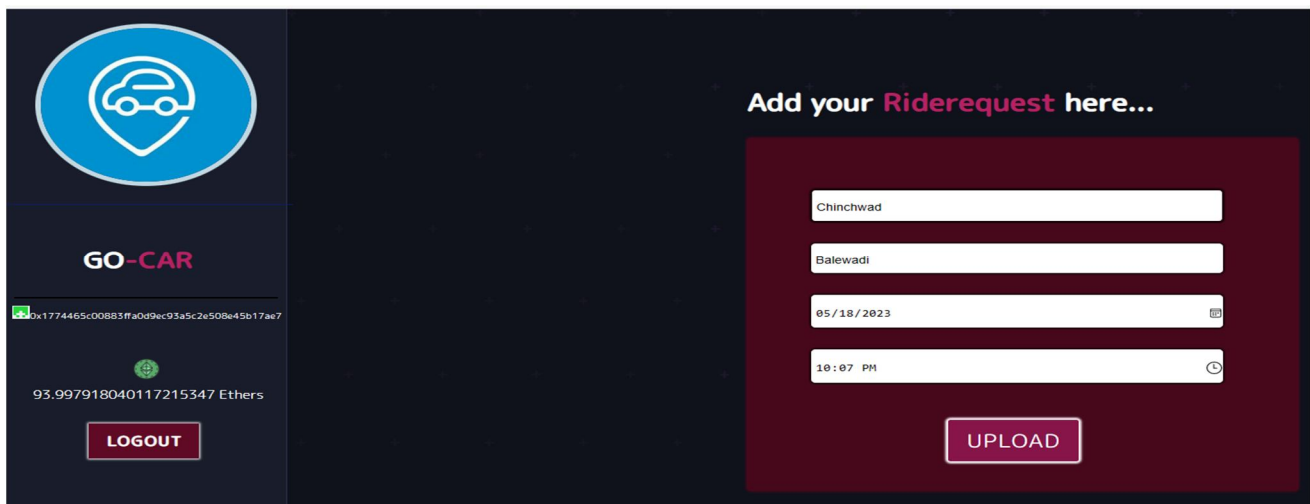 GO-CAR
0x1774465c00883ffa0d9ec93a5c2e508e45b17ae7
93.997918040117215347 Ethers
LOGOUT
Add your Riderequest here...
Chinchwad
Balewadi
05/18/2023
10:07 PM
UPLOAD